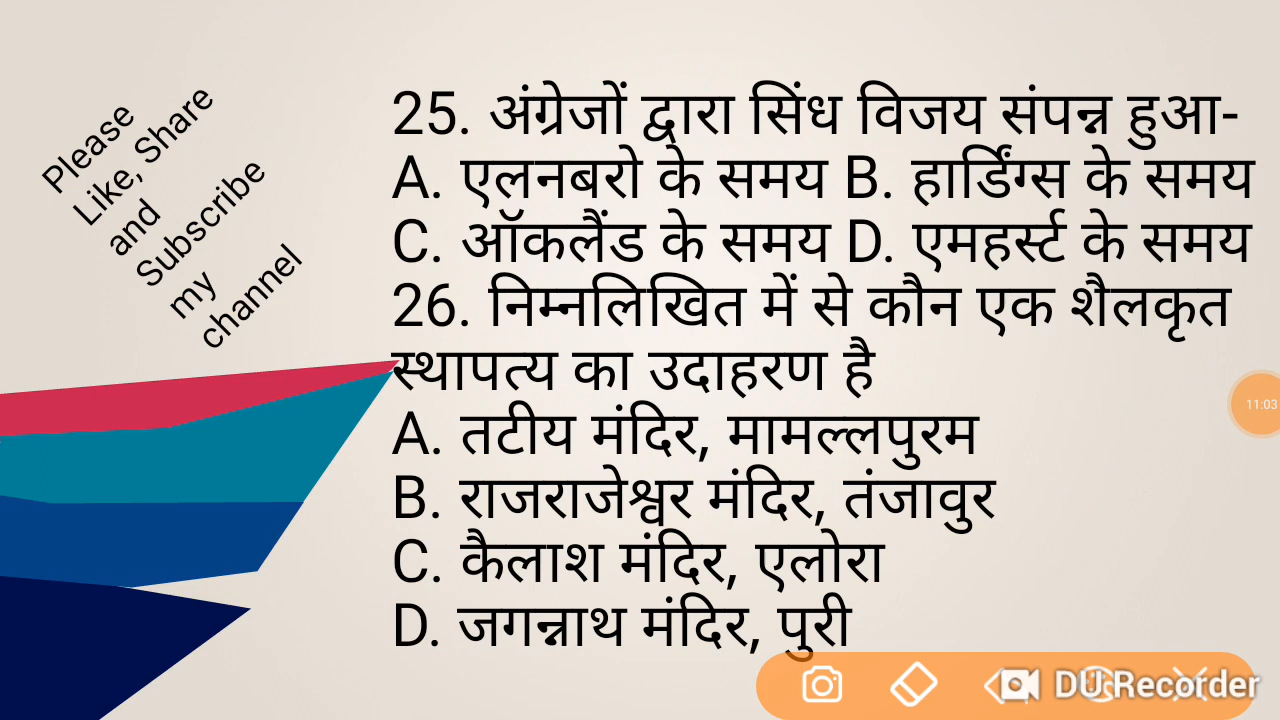 Please
Like, Share
and
Subscribe
my
channel
25. अंग्रेजों द्वारा सिंध विजय संपन्न हुआ-
A. एलनबरो के समय B. हार्डिंग्स के समय
C. ऑकलैंड के समय D. एमहर्स्ट के समय
26. निम्नलिखित में से कौन एक शैलकृत
स्थापत्य का उदाहरण है
A. तटीय मंदिर, मामल्लपुरम
B. राजराजेश्वर मंदिर, तंजावुर
C. कैलाश मंदिर, एलोरा
D. जगन्नाथ मंदिर, पुरी
11:03
DU Recorder